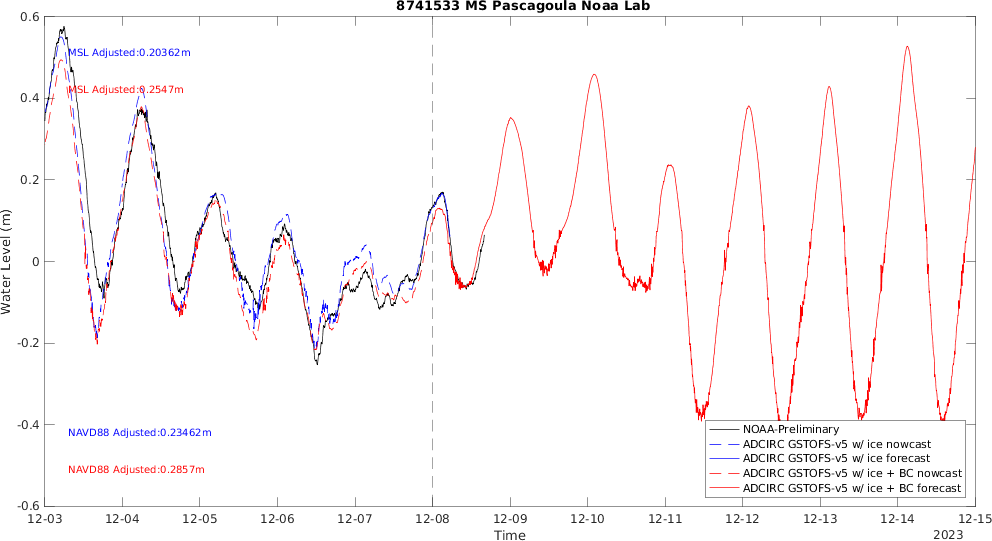 8741533 MS Pascagoula Noaa Lab
0.6
0.4
0.2
0
-0.2
-0.4
-0.6
Water Level (m)
MSL Adjusted:0.20362m
MSL Adjusted:0.2547m
NAVD88 Adjusted:0.23462m
NAVD88 Adjusted:0.2857m
NOAA-Preliminary
ADCIRC GSTOFS-v5 w/ ice nowcast
ADCIRC GSTOFS-v5 w/ ice forecast
ADCIRC GSTOFS-v5 w/ ice + BC nowcast
ADCIRC GSTOFS-v5 w/ ice + BC forecast
12-03 12-04 12-05 12-06 12-07 12-08 12-09 12-10 12-11 12-12 12-13 12-14 12-15
Time
2023